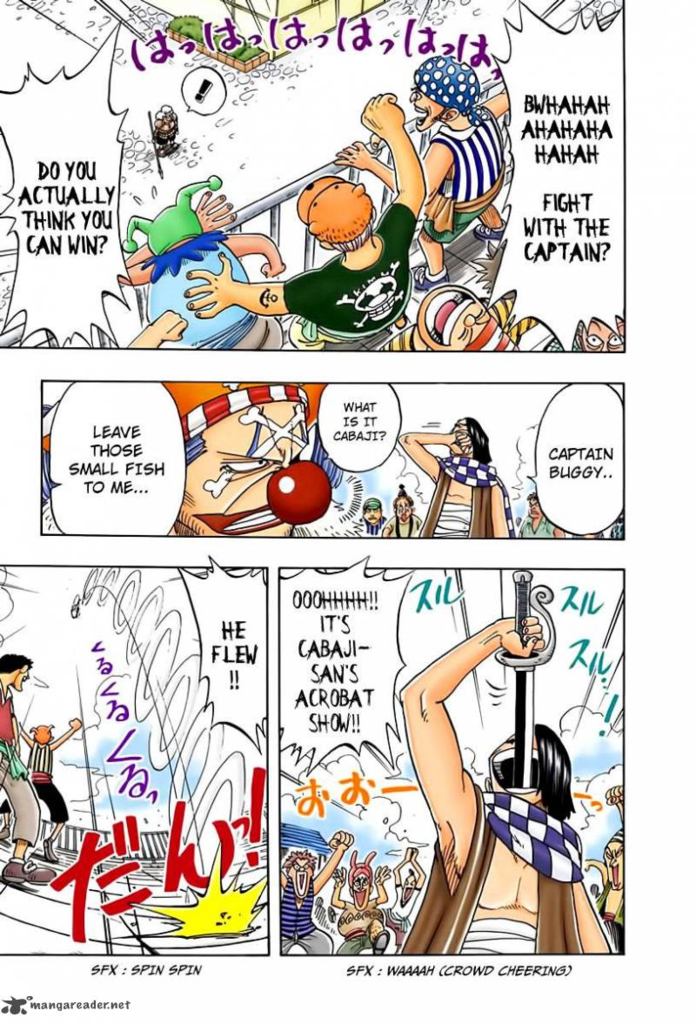 はっはっはっはっはっはっ
BWHAHAH
AHAHAHA
HAHAH
FIGHT
WITH THE
CAPTAIN?
!
DO YOU
ACTUALLY
THINK YOU
CAN WIN?
CAPTAIN
BUGGY..
WHAT
IS IT
CABAJI?
LEAVE
THOSE
SMALL FISH
TO ME...
スル
スル
スル!
OOOHHHH!!
IT'S
CABAJI-
SAN'S
ACROBAT
SHOW!!
おおー
HE
FLEW
!!
くるくるくるっ
だんっ!
SFX : SPIN SPIN
SFX : WAAAAH (CROWD CHEERING)
mangareader.net